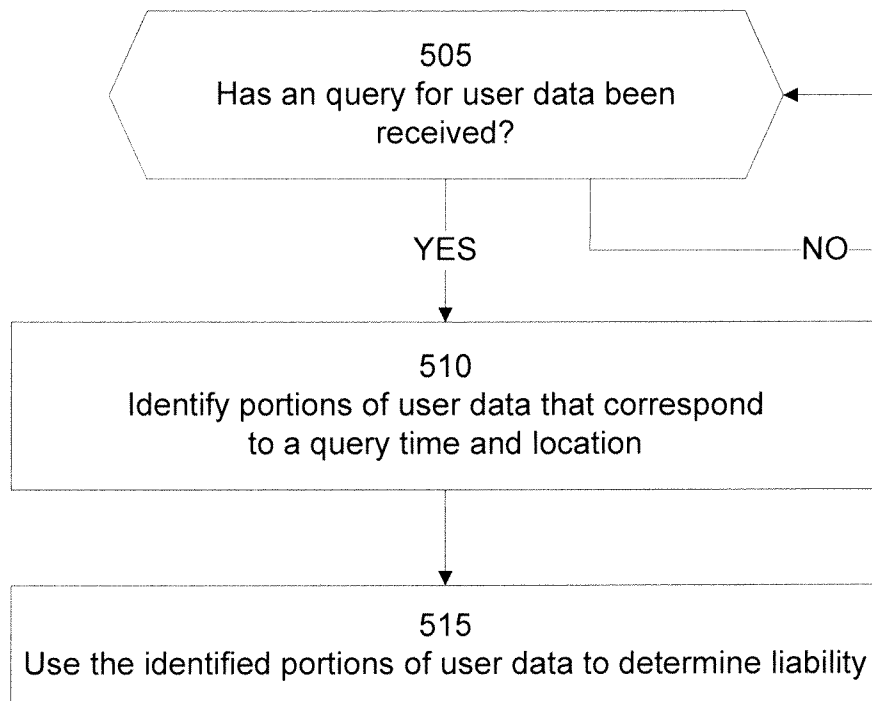 505
Has an query for user data been
received?
YES
NO
510
Identify portions of user data that correspond
to a query time and location
515
Use the identified portions of user data to determine liability